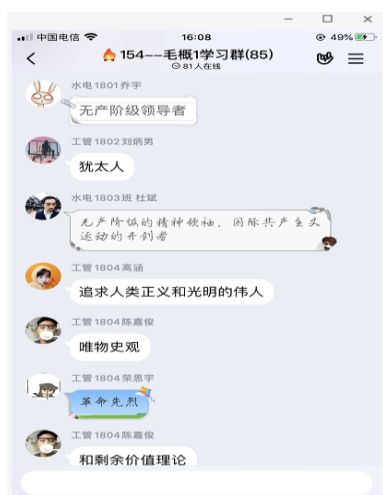 中国电信
16:08
49%
154--毛概1学习群(85)
81人在线
水电1801乔宇
无产阶级领导者
工管1802刘炳男
犹太人
水电1803班 杜斌
无产阶级的精神领袖，国际共产主义
运动的开创者
工管1804高涵
追求人类正义和光明的伟人
工管1804陈嘉俊
唯物史观
工管1804荣思宇
革命先烈
工管1804陈嘉俊
和剩余价值理论